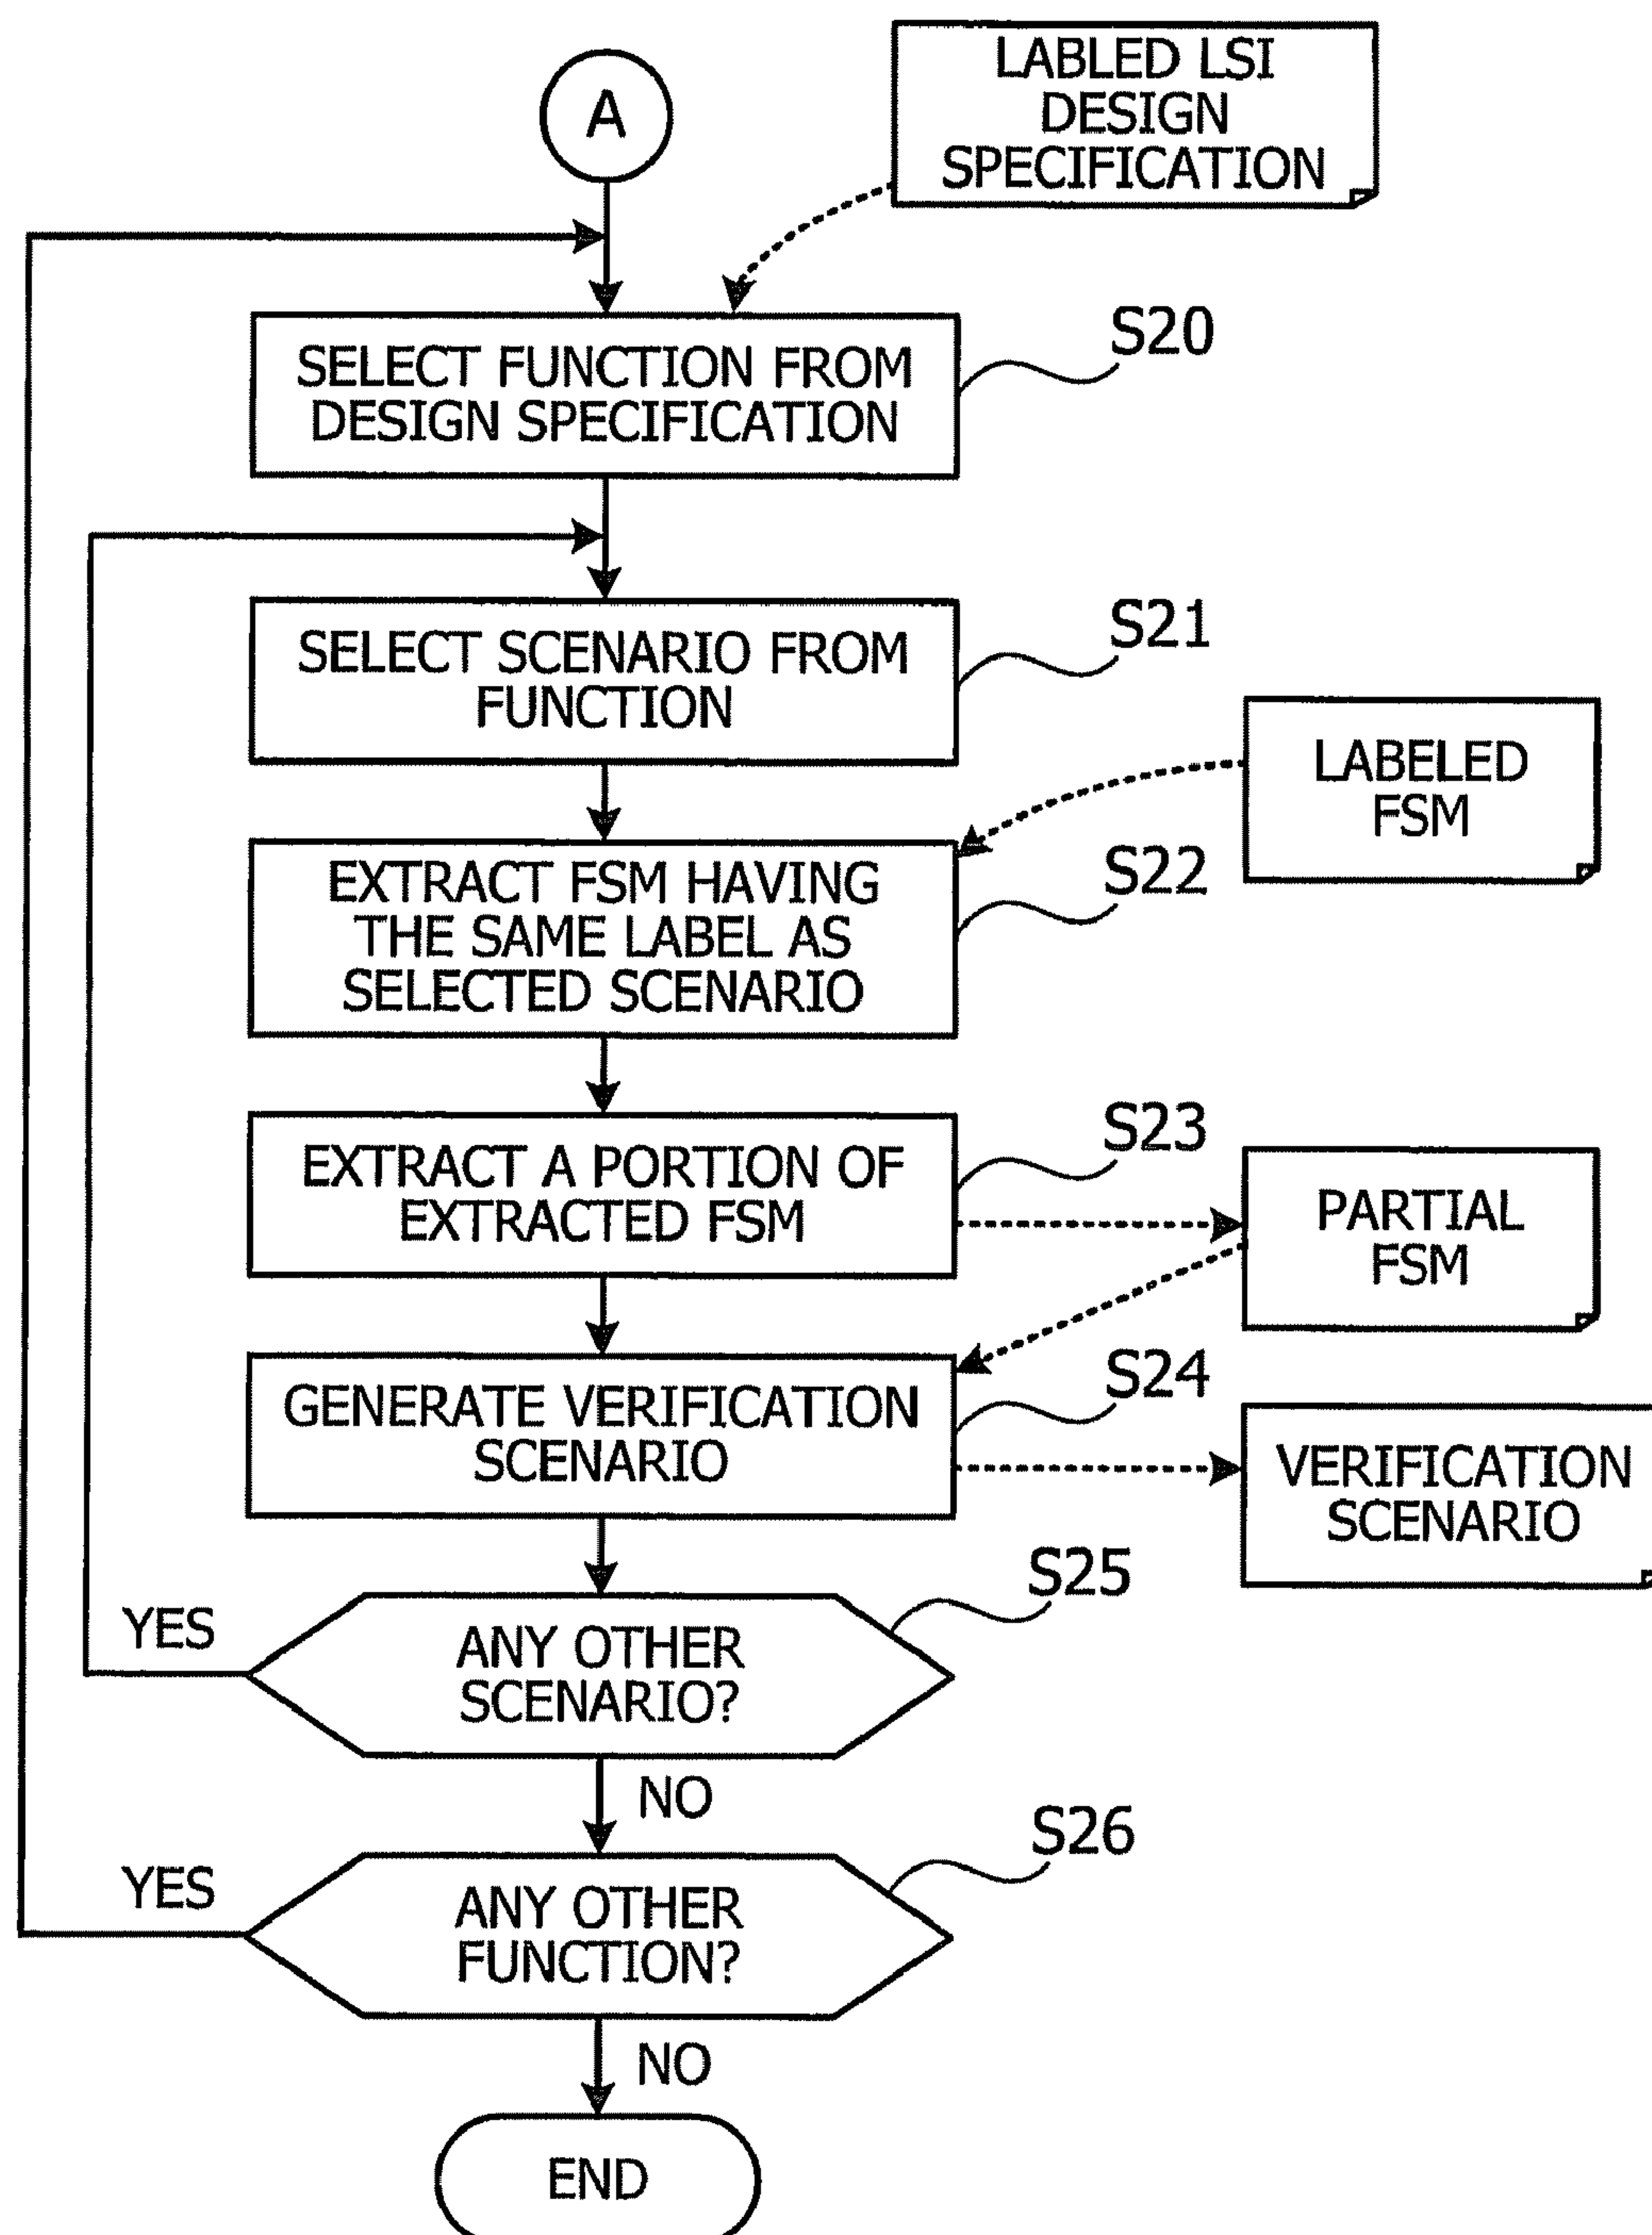 LABLED LSI
DESIGN
SPECIFICATION
A
S20
SELECT FUNCTION FROM
DESIGN SPECIFICATION
S21
SELECT SCENARIO FROM
FUNCTION
LABELED
FSM
S22
EXTRACT FSM HAVING
THE SAME LABEL AS
SELECTED SCENARIO
S23
EXTRACT A PORTION OF
EXTRACTED FSM
PARTIAL
FSM
S24
GENERATE VERIFICATION
SCENARIO
VERIFICATION
SCENARIO
S25
YES
ANY OTHER
SCENARIO?
NO
S26
YES
ANY OTHER
FUNCTION?
NO
END